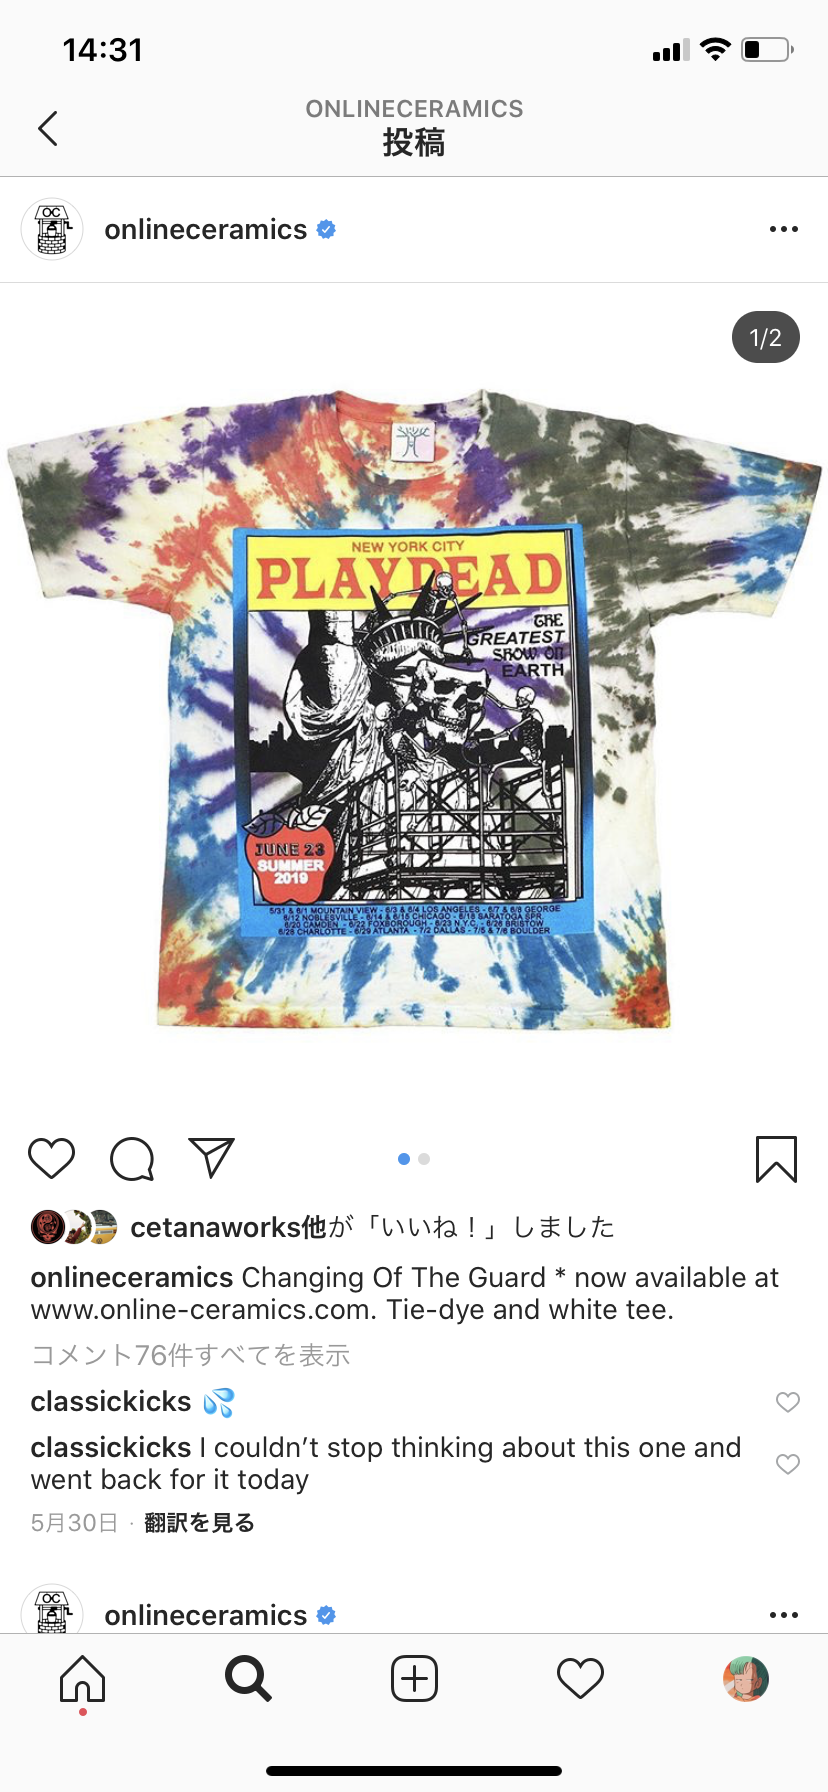 14:31
ONLINECERAMICS
投稿
OC
onlineceramics
1/2
NEW YORK CITY
PLAYDEAD
THE
GREATEST
SHOW ON
EARTH
JUNE 23
SUMMER
2019
5/31 & 6/1 MOUNTAIN VIEW - 6/3 & 6/4 LOS ANGELES - 6/7 & 6/8 GEORGE
6/12 NOBLESVILLE - 6/14 & 6/15 CHICAGO - 6/18 SARATOGA SPR.
6/20 CAMDEN - 6/22 FOXBOROUGH - 6/23 N.Y.C. - 6/26 BRISTOW
6/28 CHARLOTTE - 6/29 ATLANTA - 7/2 DALLAS - 7/5 & 7/6 BOULDER
cetanaworks他が「いいね！」しました
onlineceramics Changing Of The Guard * now available at
www.online-ceramics.com. Tie-dye and white tee.
コメント76件すべてを表示
classickicks 💦
classickicks I couldn’t stop thinking about this one and
went back for it today
5月30日 · 翻訳を見る
OC
onlineceramics